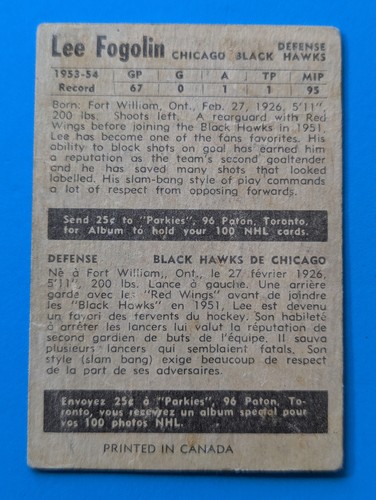 Lee Fogolin DEFENSE
CHICAGO BLACK HAWKS
1953-54 GP G A TP MIP
Record 67 0 1 1 95
Born: Fort William, Ont., Feb. 27, 1926, 5'11",
200 lbs. Shoots left. A rearguard with Red
Wings before joining the Black Hawks in 1951.
Lee has become one of the fans favorites. His
ability to block shots on goal has earned him
a reputation as the team's second goaltender
and he has saved many shots that looked
labelled. His slam-bang style of play commands
a lot of respect from opposing forwards.
Send 25¢ to "Parkies", 96 Paton, Toronto,
for Album to hold your 100 NHL cards.
DEFENSE BLACK HAWKS DE CHICAGO
Né à Fort William, Ont., le 27 février 1926,
5'11", 200 lbs. Lance à gauche. Une arrière
garde avec les "Red Wings" avant de joindre
les "Black Hawks" en 1951, Lee est devenu
un favori des fervents du hockey. Son habileté
à arrêter les lancers lui valut la réputation de
second gardien de buts de l'équipe. Il sauva
plusieurs lancers qui semblaient fatals. Son
style (slam bang) exige beaucoup de respect
de la part de ses adversaires.
Envoyez 25¢ à "Parkies", 96 Paton, To-
ronto, vous recevrez un album spécial pour
vos 100 photos NHL.
PRINTED IN CANADA